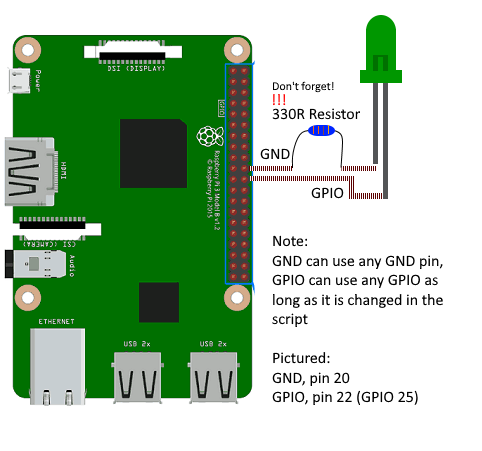 Power
DSI (DISPLAY)
GPIO
HDMI
Raspberry Pi 3 Model B v1.2
© Raspberry Pi 2015
CSI (CAMERA)
Audio
ETHERNET
USB 2x
USB 2x
Don't forget!
!!!
330R Resistor
GND
GPIO
Note:
GND can use any GND pin,
GPIO can use any GPIO as
long as it is changed in the
script
Pictured:
GND, pin 20
GPIO, pin 22 (GPIO 25)